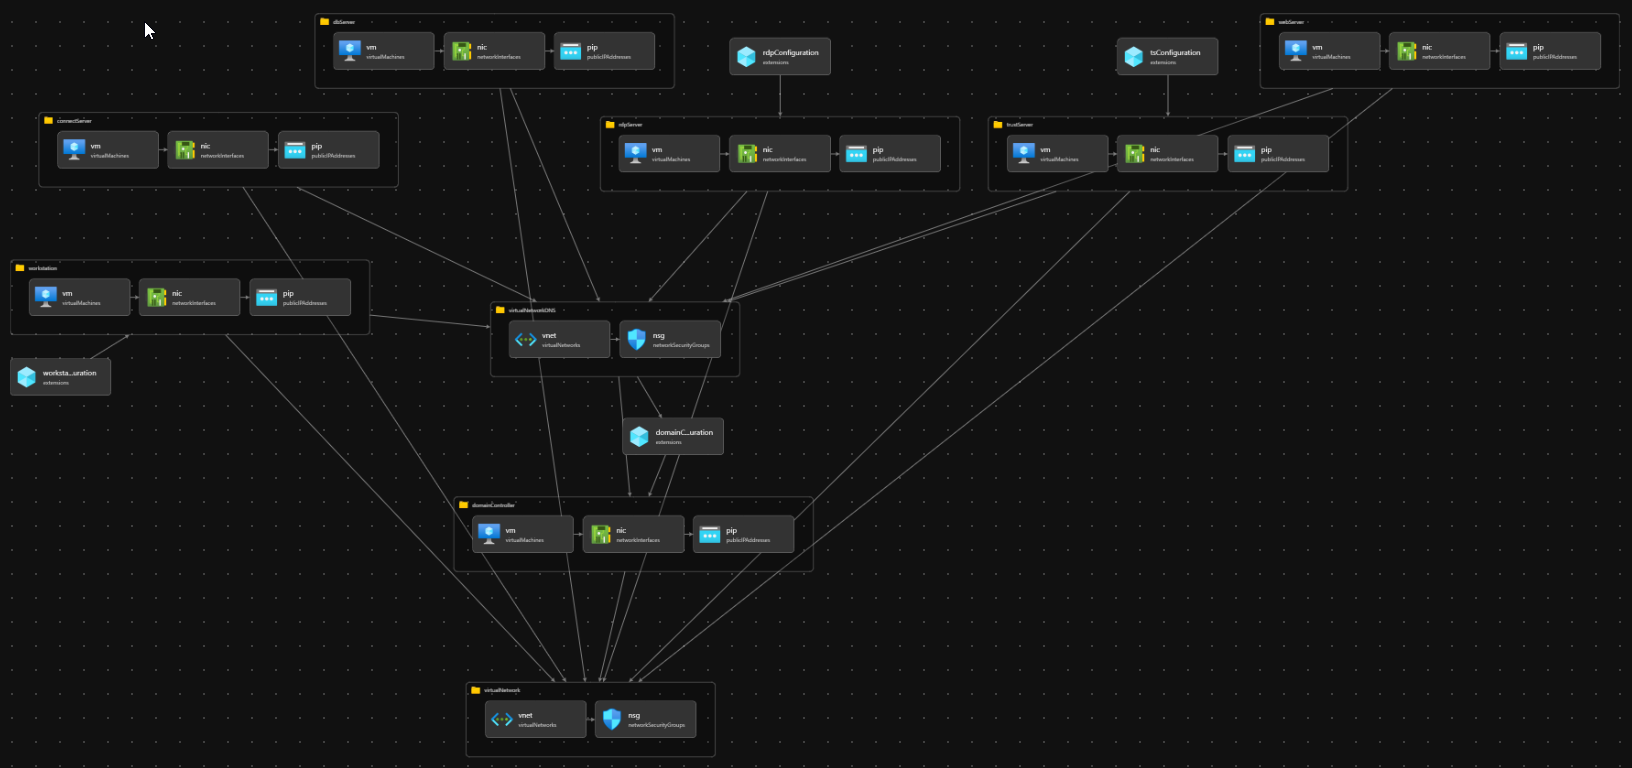 dbServer
vm
virtualMachines
nic
networkInterfaces
pip
publicIPAddresses
rdpConfiguration
extensions
tsConfiguration
extensions
webServer
vm
virtualMachines
nic
networkInterfaces
pip
publicIPAddresses
connectServer
vm
virtualMachines
nic
networkInterfaces
pip
publicIPAddresses
rdpServer
vm
virtualMachines
nic
networkInterfaces
pip
publicIPAddresses
trustServer
vm
virtualMachines
nic
networkInterfaces
pip
publicIPAddresses
workstation
vm
virtualMachines
nic
networkInterfaces
pip
publicIPAddresses
virtualNetworkDNS
vnet
virtualNetworks
nsg
networkSecurityGroups
worksta...uration
extensions
domainC...uration
extensions
domainController
vm
virtualMachines
nic
networkInterfaces
pip
publicIPAddresses
virtualNetwork
vnet
virtualNetworks
nsg
networkSecurityGroups